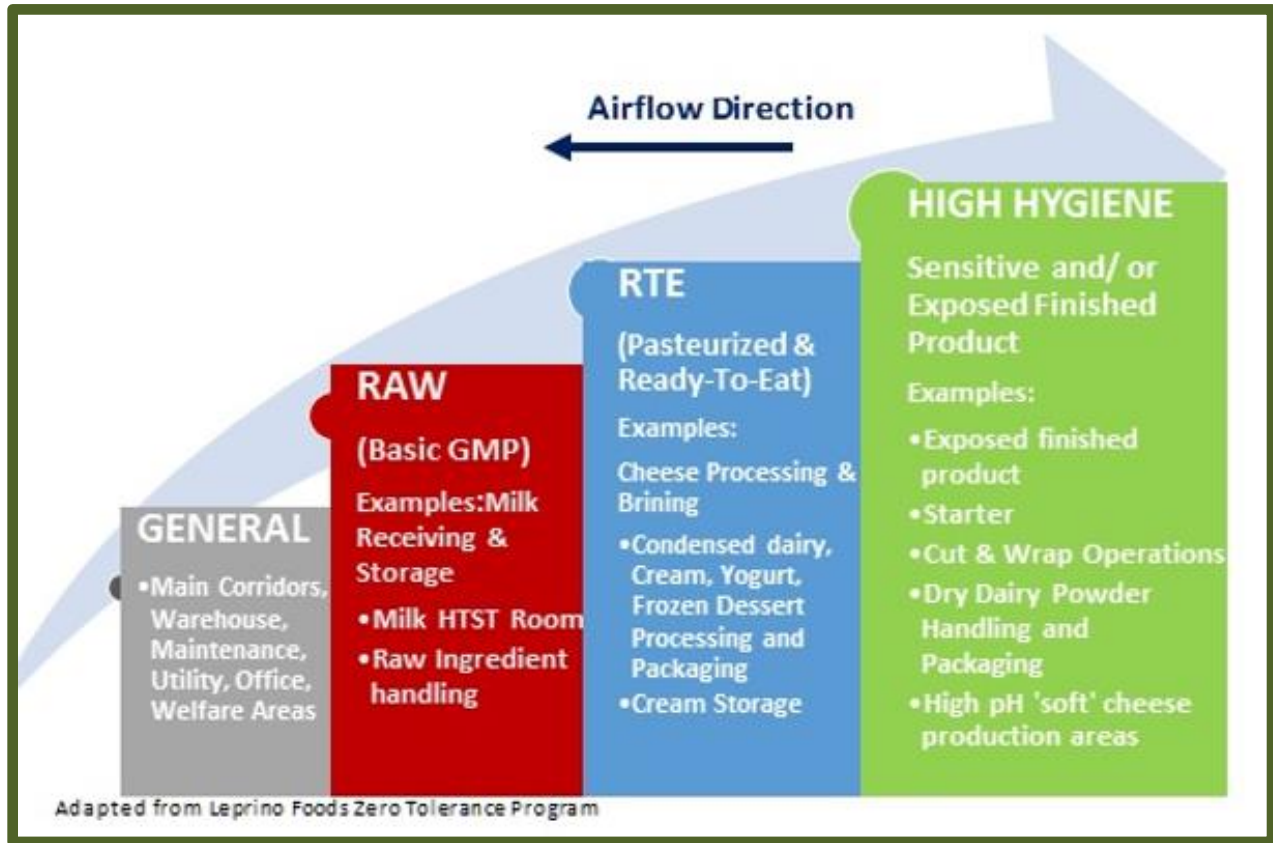 Airflow Direction
GENERAL
•Main Corridors,
Warehouse,
Maintenance,
Utility, Office,
Welfare Areas
RAW
(Basic GMP)
Examples:Milk
Receiving &
Storage
•Milk HTST Room
•Raw Ingredient
handling
RTE
(Pasteurized &
Ready-To-Eat)
Examples:
Cheese Processing &
Brining
•Condensed dairy,
Cream, Yogurt,
Frozen Dessert
Processing and
Packaging
•Cream Storage
HIGH HYGIENE
Sensitive and/ or
Exposed Finished
Product
Examples:
•Exposed finished
product
•Starter
•Cut & Wrap Operations
•Dry Dairy Powder
Handling and
Packaging
•High pH 'soft' cheese
production areas
Adapted from Leprino Foods Zero Tolerance Program